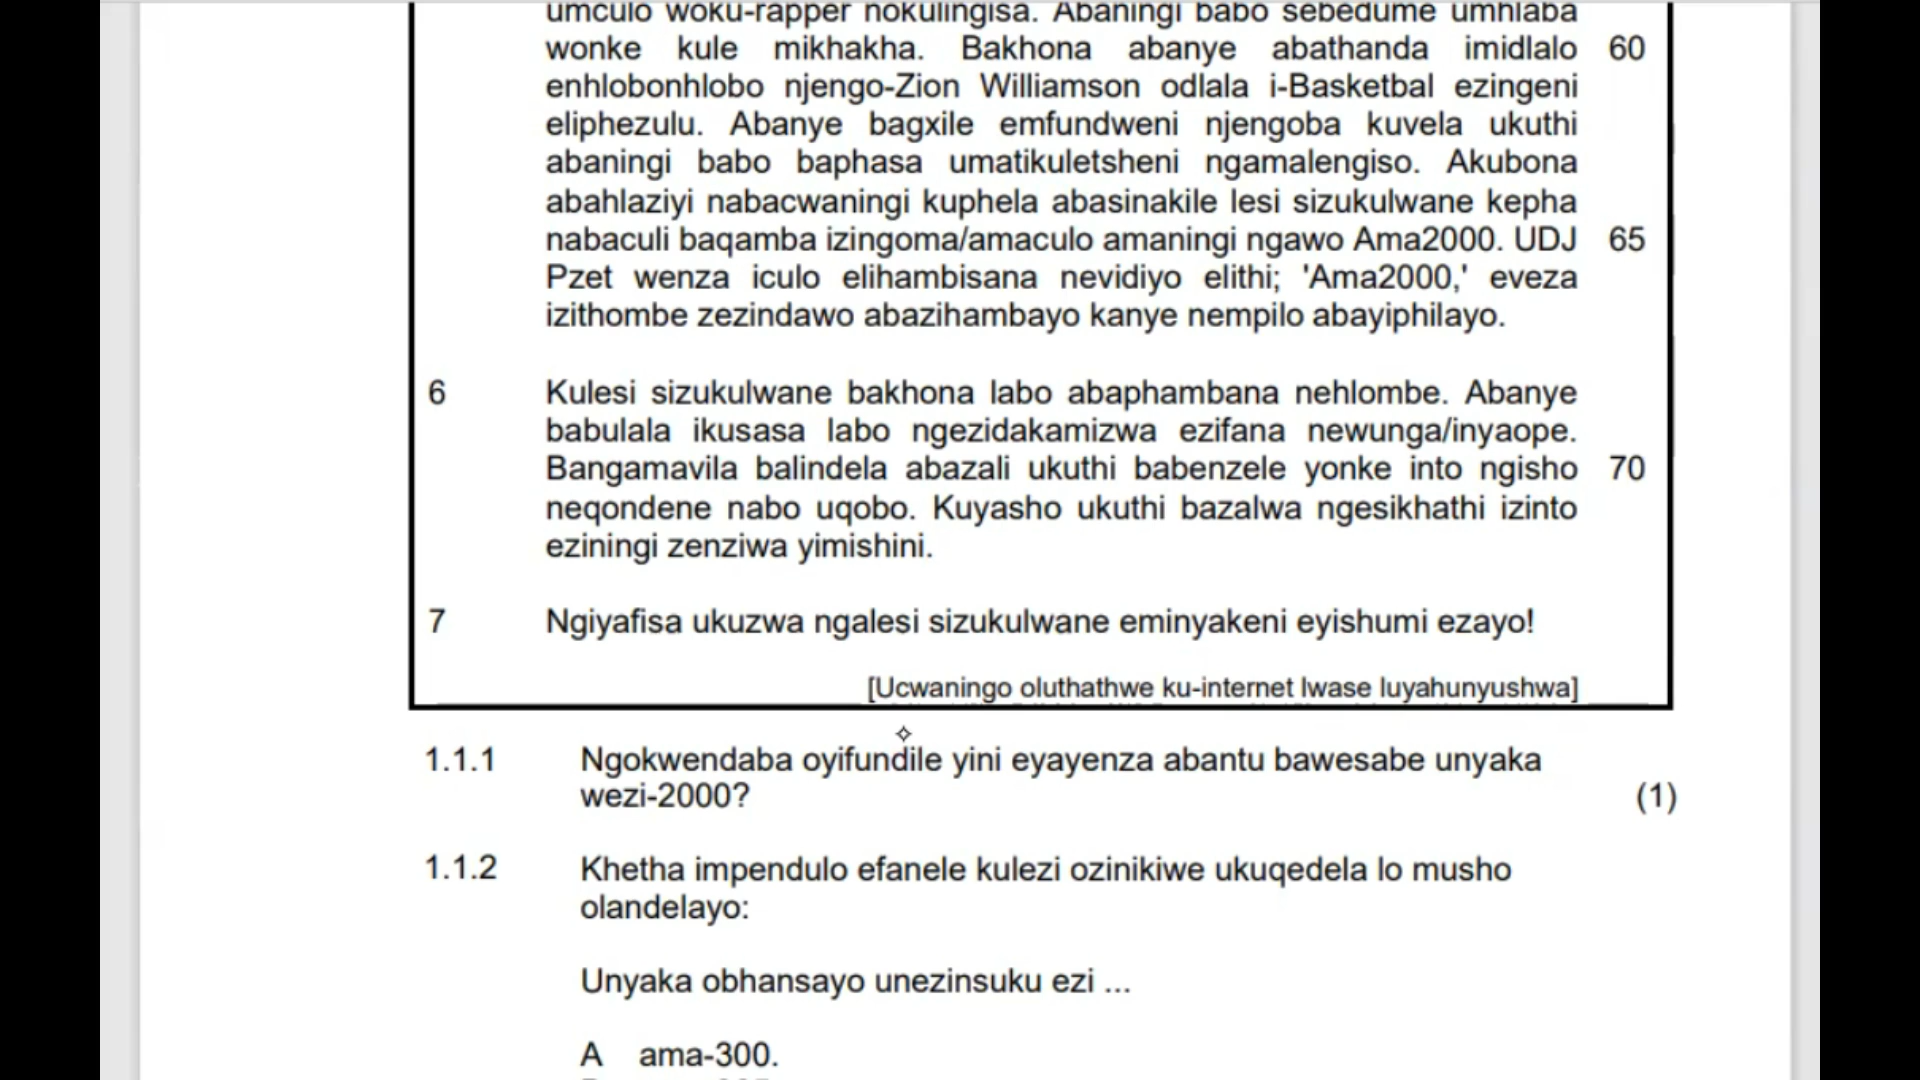 umculo woku-rapper nokulingisa. Abaningi babo sebedume umhlaba
wonke kule mikhakha. Bakhona abanye abathanda imidlalo 60
enhlobonhlobo njengo-Zion Williamson odlala i-Basketbal ezingeni
eliphezulu. Abanye bagxile emfundweni njengoba kuvela ukuthi
abaningi babo baphasa umatikuletsheni ngamalengiso. Akubona
abahlaziyi nabacwaningi kuphela abasinakile lesi sizukulwane kepha
nabaculi baqamba izingoma/amaculo amaningi ngawo Ama2000. UDJ 65
Pzet wenza iculo elihambisana nevidiyo elithi; 'Ama2000,' eveza
izithombe zezindawo abazihambayo kanye nempilo abayiphilayo.
6 Kulesi sizukulwane bakhona labo abaphambana nehlombe. Abanye
babulala ikusasa labo ngezidakamizwa ezifana newunga/inyaope.
Bangamavila balindela abazali ukuthi babenzele yonke into ngisho 70
neqondene nabo uqobo. Kuyasho ukuthi bazalwa ngesikhathi izinto
eziningi zenziwa yimishini.
7 Ngiyafisa ukuzwa ngalesi sizukulwane eminyakeni eyishumi ezayo!
[Ucwaningo oluthathwe ku-internet lwase luyahunyushwa]
1.1.1 Ngokwendaba oyifundile yini eyayenza abantu bawesabe unyaka
wezi-2000? (1)
1.1.2 Khetha impendulo efanele kulezi ozinikiwe ukuqedela lo musho
olandelayo:
Unyaka obhansayo unezinsuku ezi ...
A ama-300.